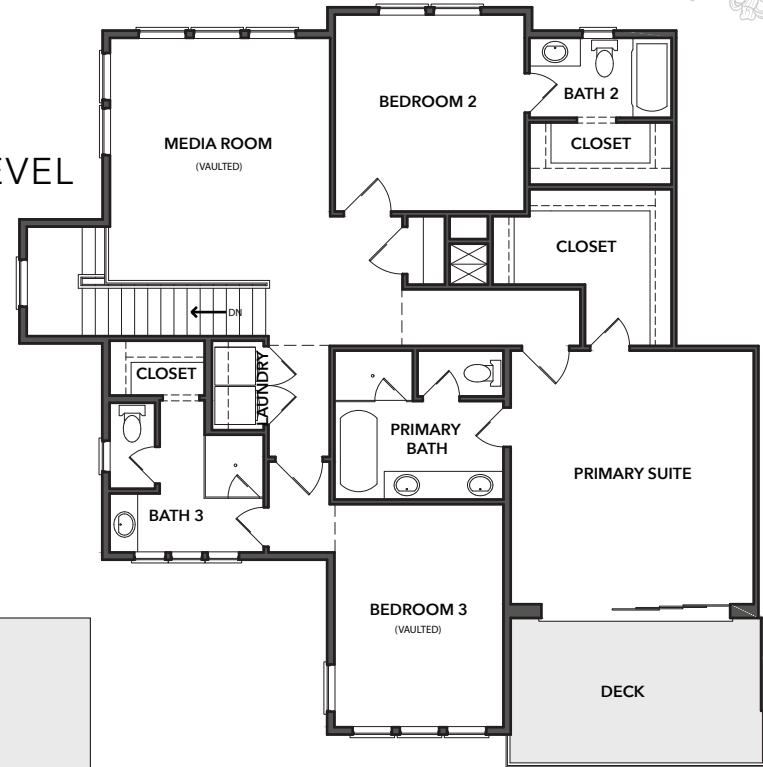 BEDROOM 2
BATH 2
MEDIA ROOM
(VAULTED)
CLOSET
EVEL
CLOSET
DN
CLOSET
LAUNDRY
PRIMARY
BATH
PRIMARY SUITE
BATH 3
BEDROOM 3
(VAULTED)
DECK